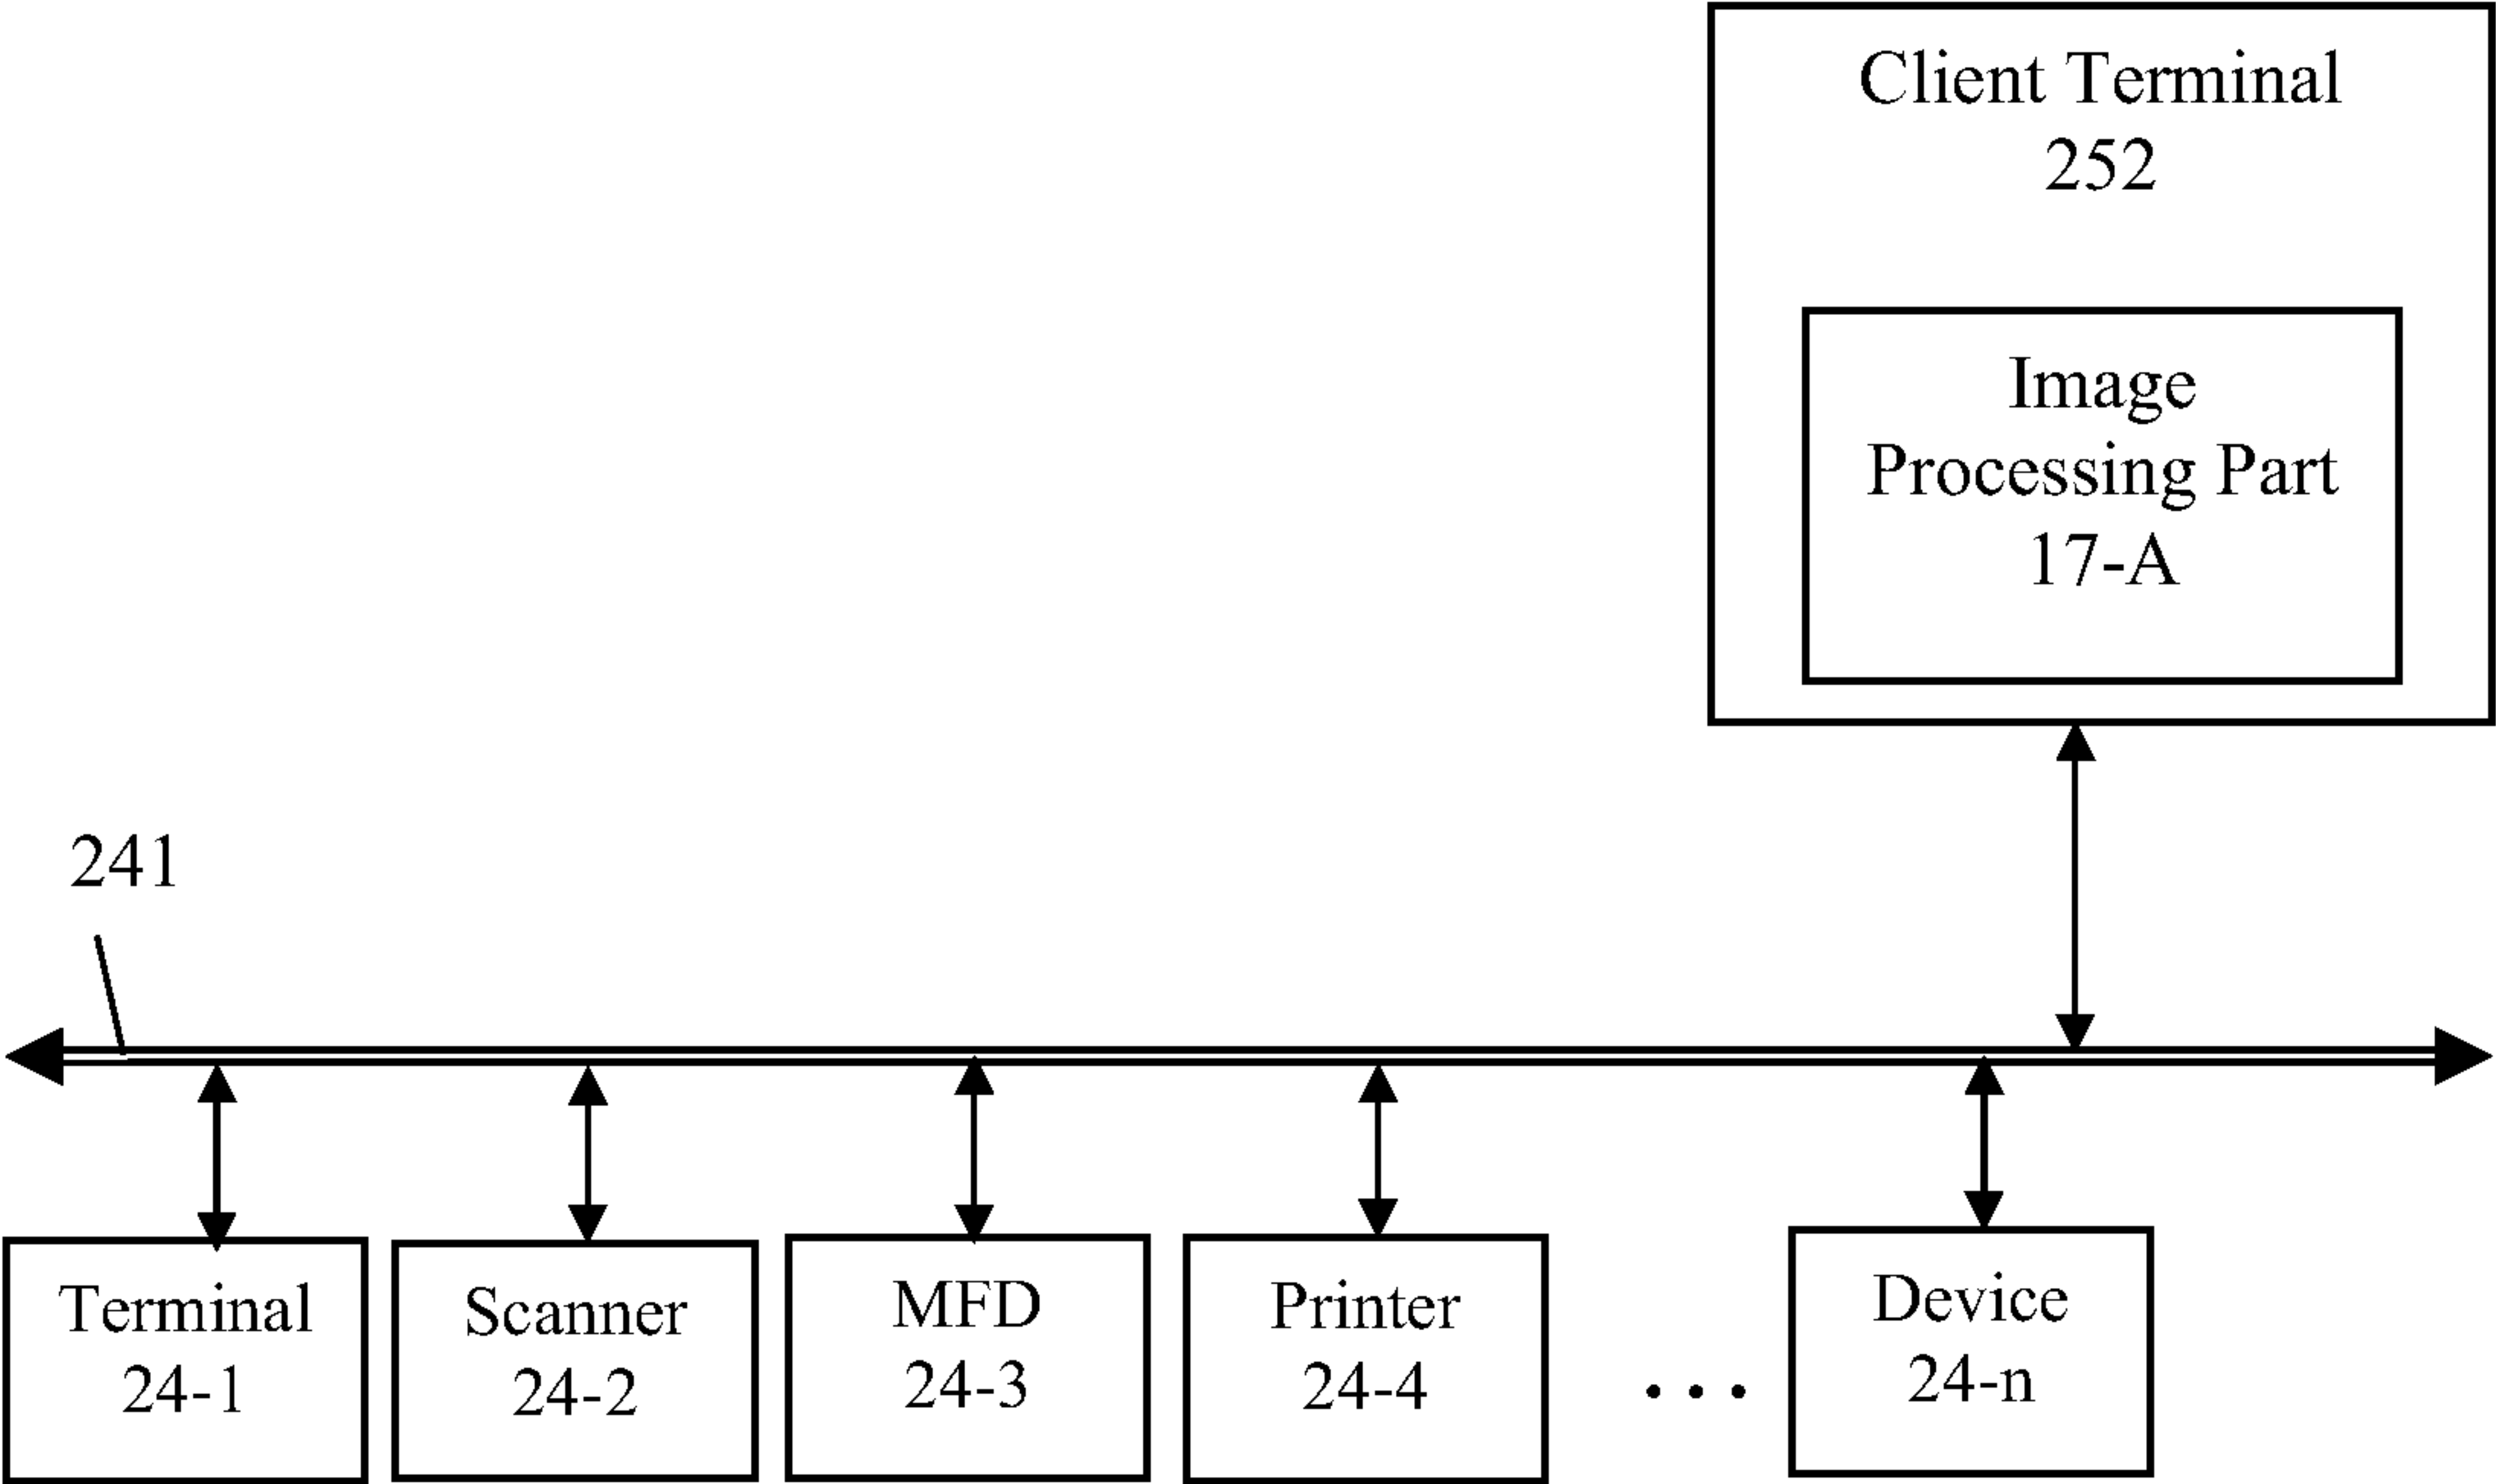 Client Terminal
252
Image
Processing Part
17-A
241
Terminal
24-1
Scanner
24-2
MFD
24-3
Printer
24-4
...
Device
24-n